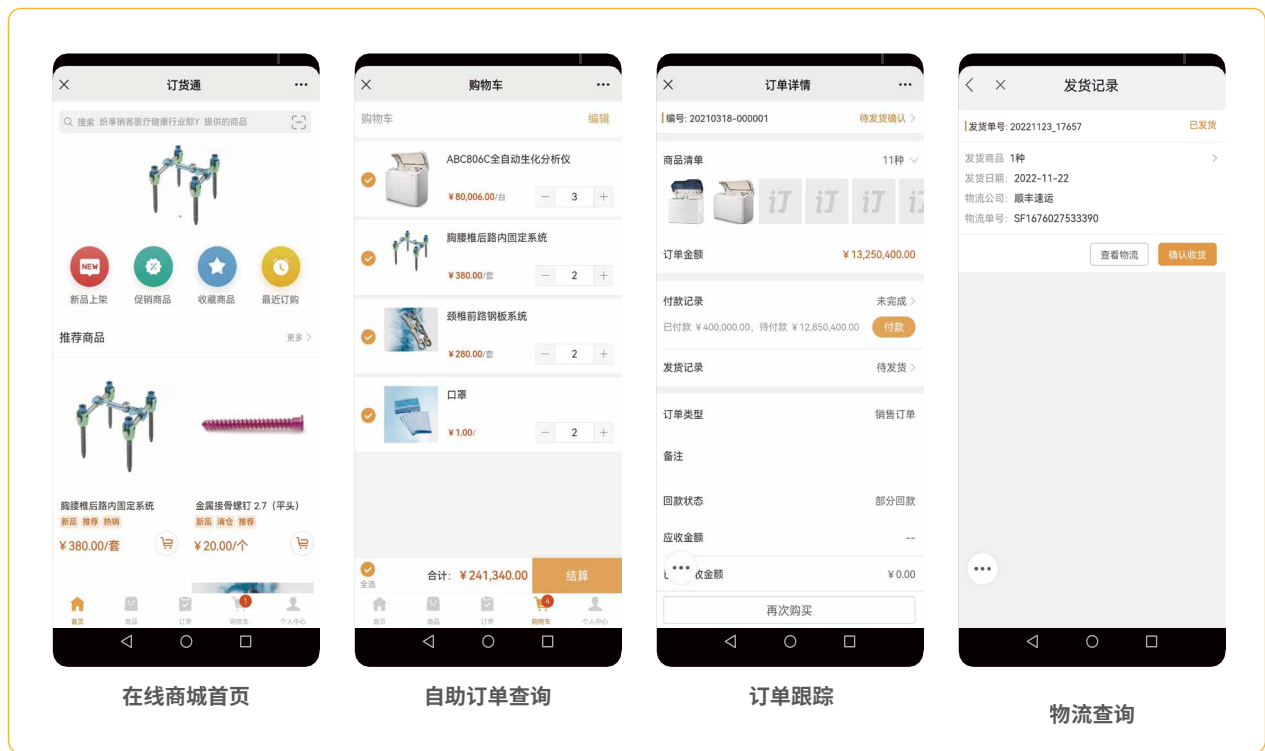 订货通
搜索 纷享销客医疗健康行业部Y 提供的商品
NEW
新品上架 促销商品 收藏商品 最近订购
推荐商品 更多
胸腰椎后路内固定系统
新品 推荐 热销
¥380.00/套
金属接骨螺钉 2.7（平头）
新品 清仓 推荐
¥20.00/个
1
首页 商品 订单 购物车 个人中心
在线商城首页
购物车
购物车 编辑
ABC806C全自动生化分析仪
¥80,006.00/台 － 3 ＋
胸腰椎后路内固定系统
¥380.00/套 － 2 ＋
颈椎前路钢板系统
¥280.00/套 － 2 ＋
口罩
¥1.00/ － 2 ＋
全选
合计: ¥241,340.00 结算
4
首页 商品 订单 购物车 个人中心
自助订单查询
订单详情
编号: 20210318-000001 待发货确认
商品清单 11种
订 订 订 订
订单金额 ¥13,250,400.00
付款记录 未完成
已付款 ¥400,000.00, 待付款 ¥12,850,400.00 付款
发货记录 待发货
订单类型 销售订单
备注
回款状态 部分回款
应收金额 --
收金额 ¥0.00
再次购买
订单跟踪
发货记录
发货单号: 20221123_17657 已发货
发货商品 1种
发货日期: 2022-11-22
物流公司: 顺丰速运
物流单号: SF1676027533390
查看物流 确认收货
物流查询